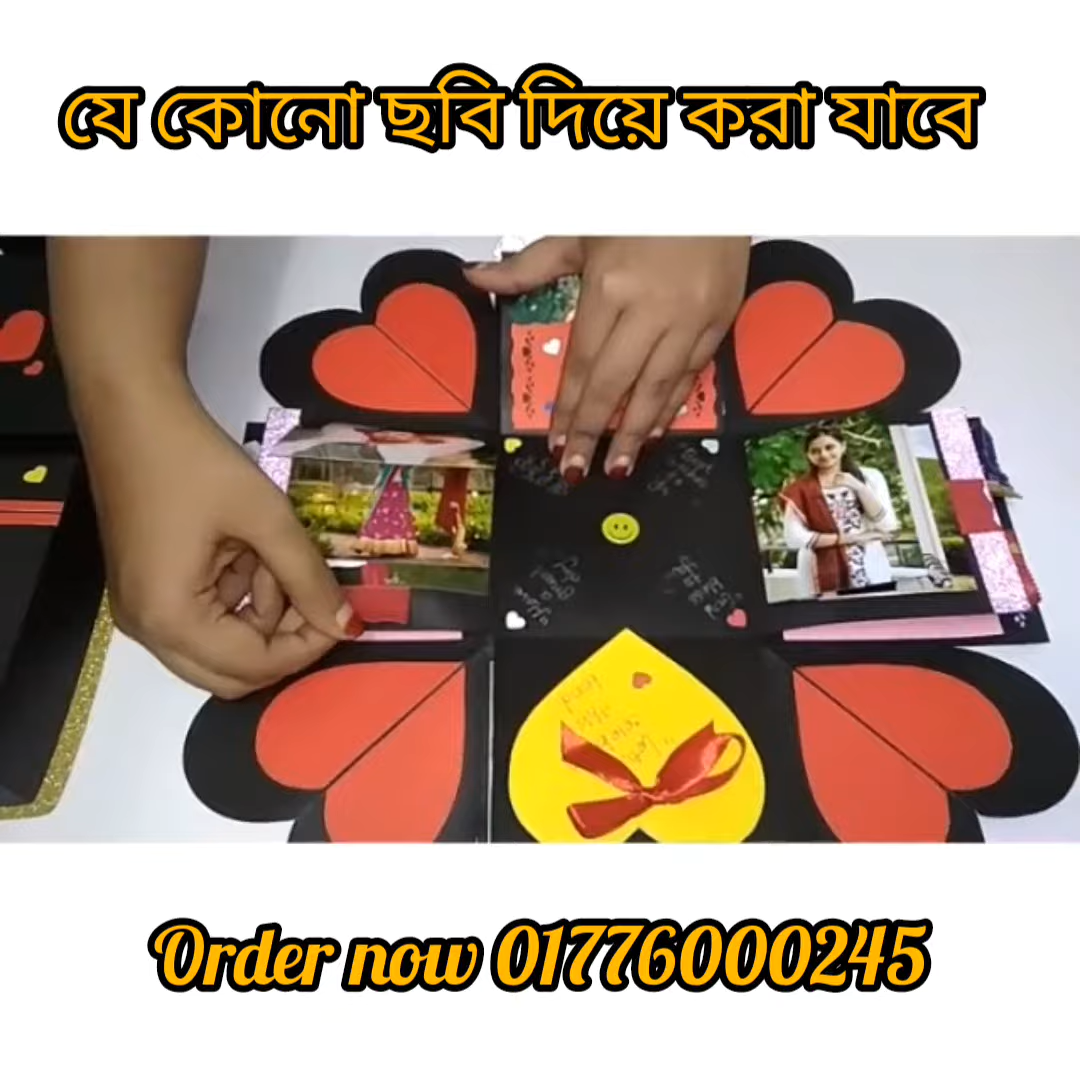 যে কোনো ছবি দিয়ে করা যাবে
Order now 01776000245